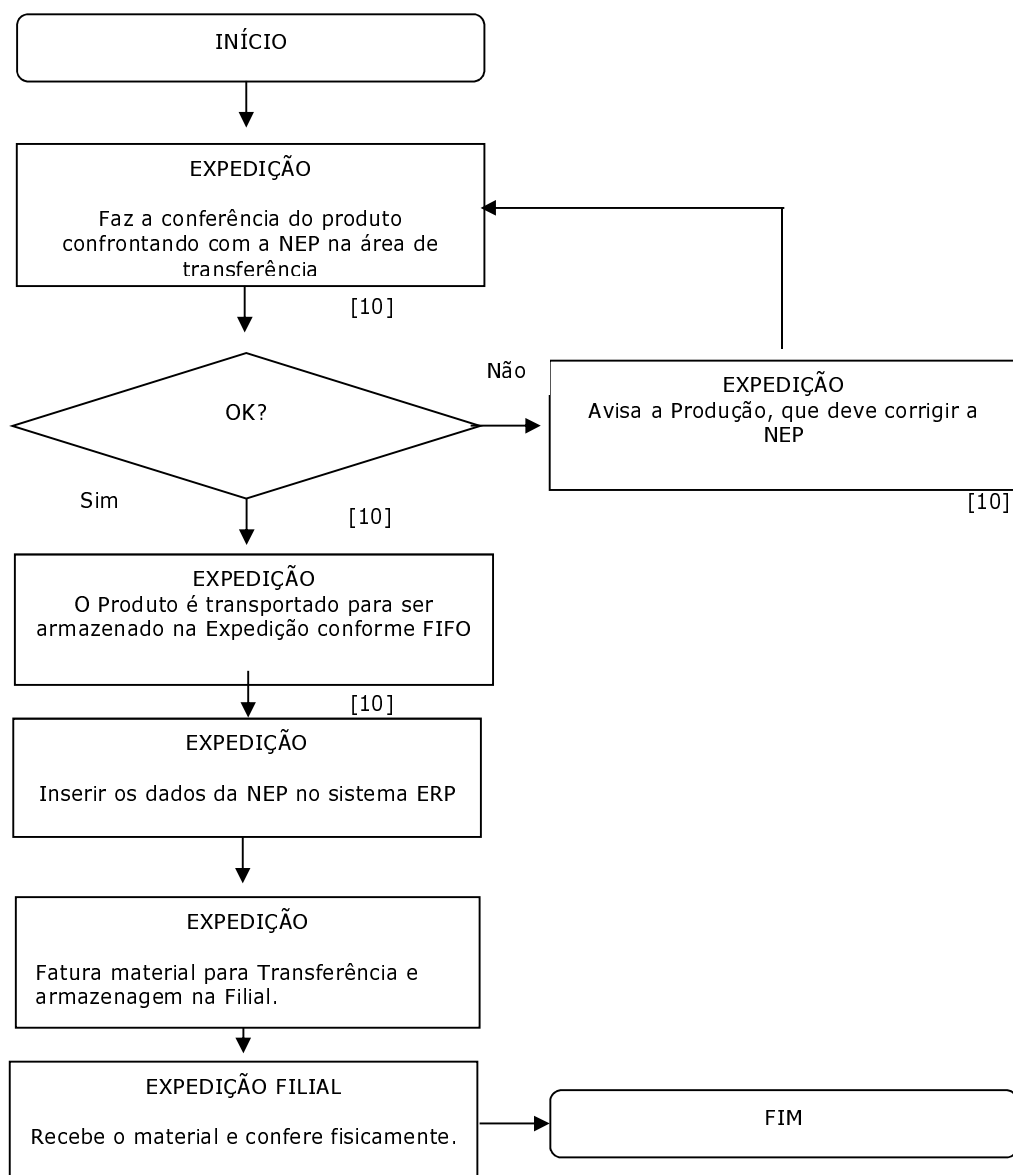 INÍCIO
EXPEDIÇÃO
Faz a conferência do produto
confrontando com a NEP na área de
transferência
[10]
OK?
Não
EXPEDIÇÃO
Avisa a Produção, que deve corrigir a
NEP
[10]
Sim
[10]
EXPEDIÇÃO
O Produto é transportado para ser
armazenado na Expedição conforme FIFO
[10]
EXPEDIÇÃO
Inserir os dados da NEP no sistema ERP
EXPEDIÇÃO
Fatura material para Transferência e
armazenagem na Filial.
EXPEDIÇÃO FILIAL
Recebe o material e confere fisicamente.
FIM